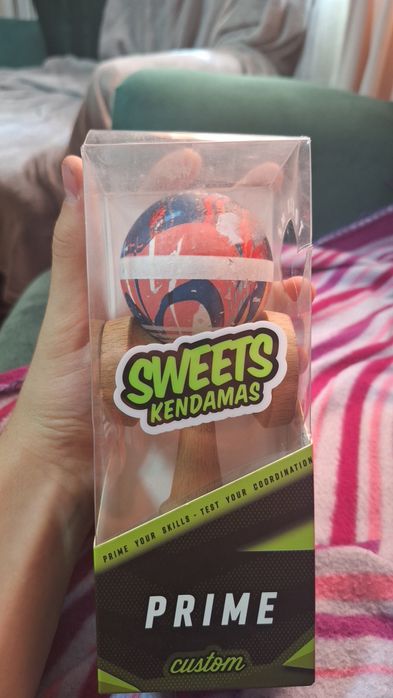 SWEETS
KENDAMAS
PRIME YOUR SKILLS - TEST YOUR COORDINATION
PRIME
custom